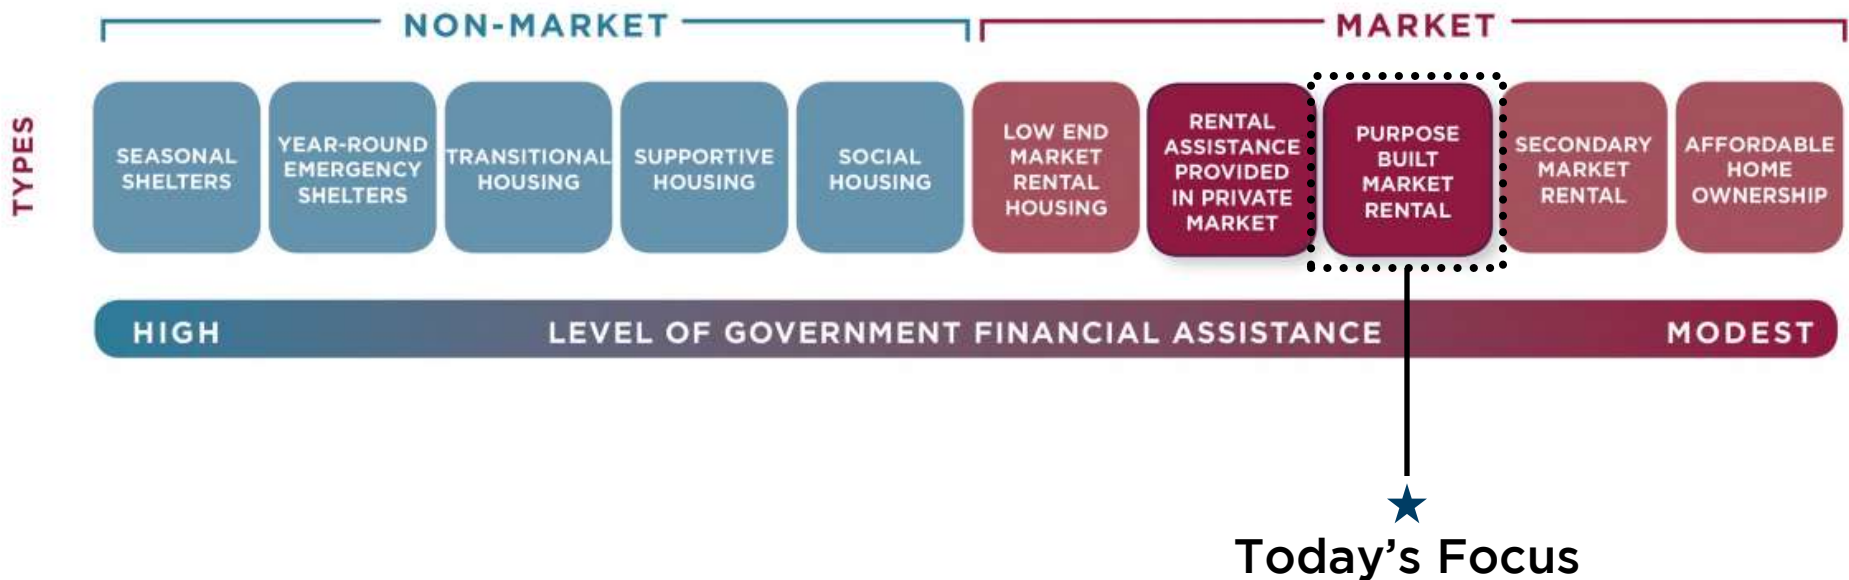 NON-MARKET
MARKET
TYPES
SEASONAL
SHELTERS
YEAR-ROUND
EMERGENCY
SHELTERS
TRANSITIONAL
HOUSING
SUPPORTIVE
HOUSING
SOCIAL
HOUSING
LOW END
MARKET
RENTAL
HOUSING
RENTAL
ASSISTANCE
PROVIDED
IN PRIVATE
MARKET
PURPOSE
BUILT
MARKET
RENTAL
SECONDARY
MARKET
RENTAL
AFFORDABLE
HOME
OWNERSHIP
HIGH
LEVEL OF GOVERNMENT FINANCIAL ASSISTANCE
MODEST
Today's Focus